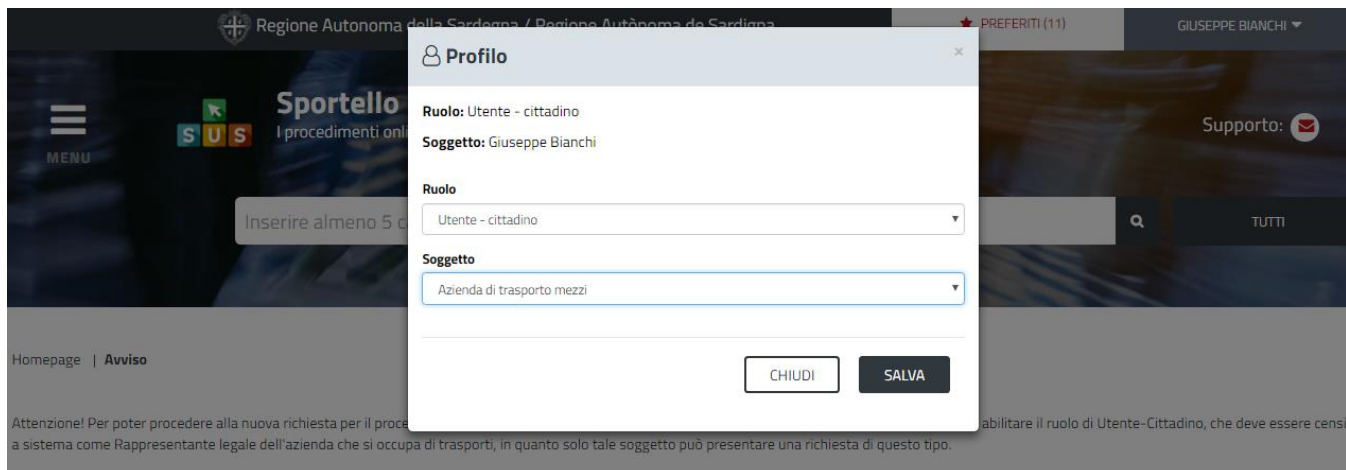 Regione Autonoma della Sardegna / Regione Autònoma de Sardigna
PREFERITI (11)
GIUSEPPE BIANCHI
Profilo
×
MENU
SUS
Sportello
I procedimenti onli
Supporto:
Ruolo: Utente - cittadino
Soggetto: Giuseppe Bianchi
Ruolo
Utente - cittadino
Inserire almeno 5 c
TUTTI
Soggetto
Azienda di trasporto mezzi
CHIUDI
SALVA
Homepage | Avviso
Attenzione! Per poter procedere alla nuova richiesta per il proce abilitare il ruolo di Utente-Cittadino, che deve essere censi
a sistema come Rappresentante legale dell'azienda che si occupa di trasporti, in quanto solo tale soggetto può presentare una richiesta di questo tipo.